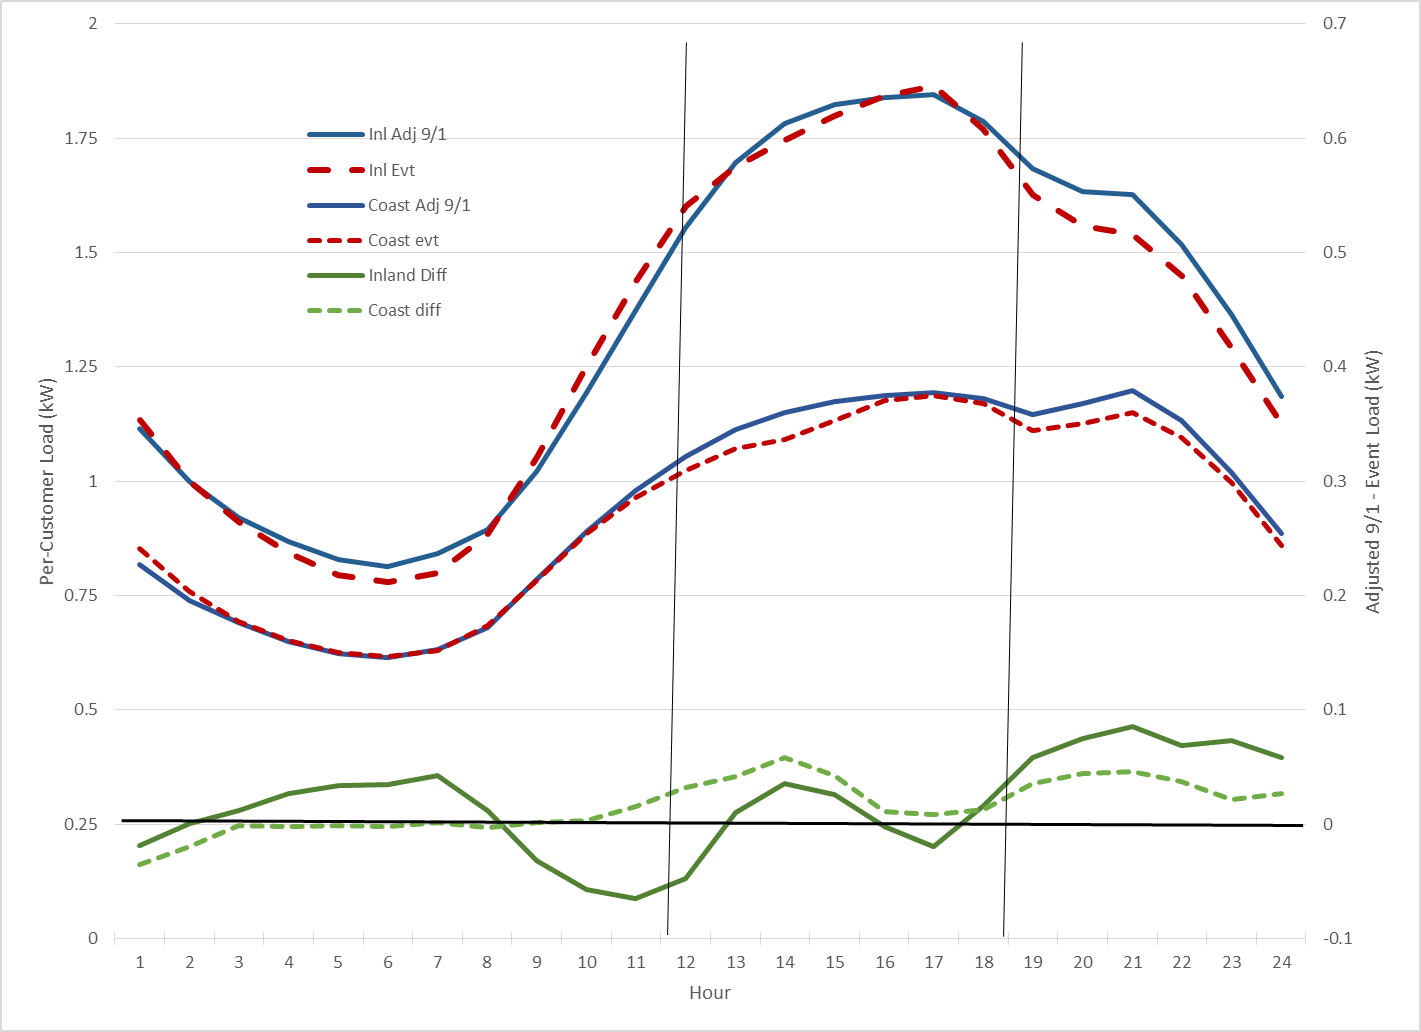 2
1.75
1.5
1.25
1
0.75
0.5
0.25
0
Per-Customer Load (kW)
Inl Adj 9/1
Inl Evt
Coast Adj 9/1
Coast evt
Inland Diff
Coast diff
0.7
0.6
0.5
0.4
0.3
0.2
0.1
0
-0.1
Adjusted 9/1 - Event Load (kW)
1 2 3 4 5 6 7 8 9 10 11 12 13 14 15 16 17 18 19 20 21 22 23 24
Hour